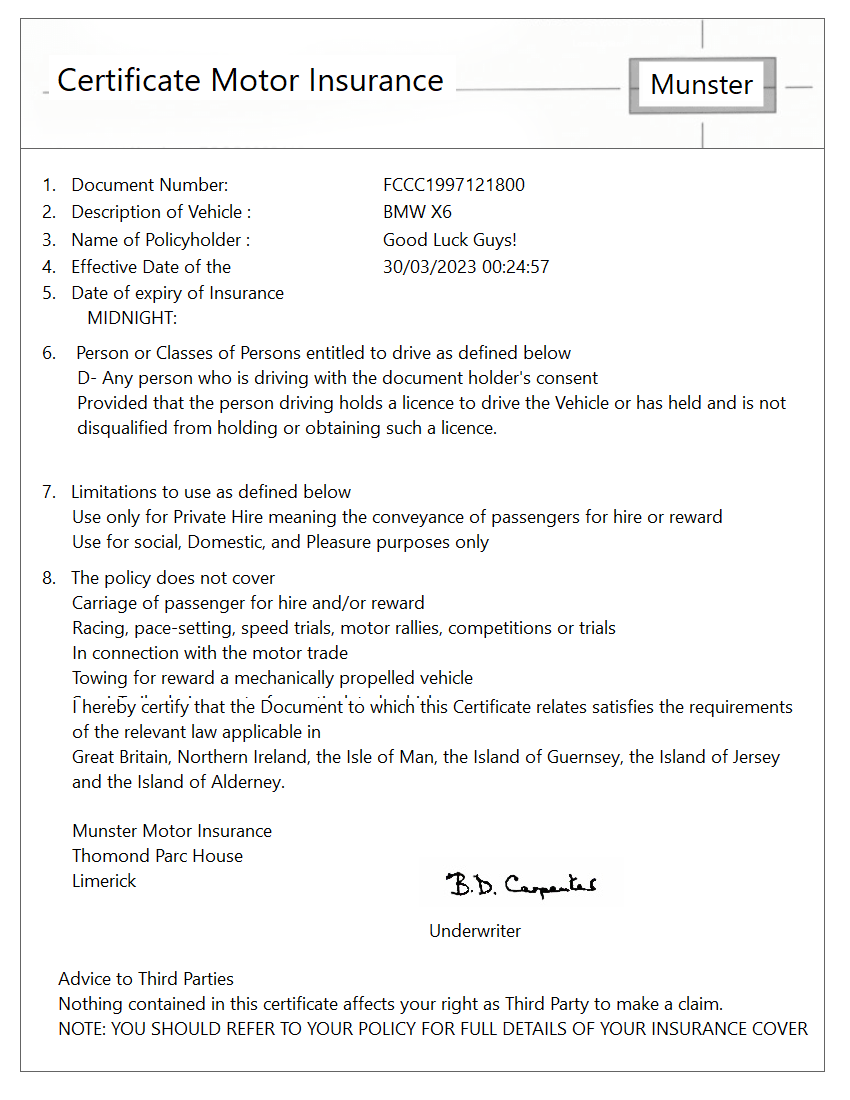 Certificate Motor Insurance
Munster
1. Document Number: FCCC1997121800
2. Description of Vehicle : BMW X6
3. Name of Policyholder : Good Luck Guys!
4. Effective Date of the 30/03/2023 00:24:57
5. Date of expiry of Insurance
MIDNIGHT:
6. Person or Classes of Persons entitled to drive as defined below
D- Any person who is driving with the document holder's consent
Provided that the person driving holds a licence to drive the Vehicle or has held and is not
disqualified from holding or obtaining such a licence.
7. Limitations to use as defined below
Use only for Private Hire meaning the conveyance of passengers for hire or reward
Use for social, Domestic, and Pleasure purposes only
8. The policy does not cover
Carriage of passenger for hire and/or reward
Racing, pace-setting, speed trials, motor rallies, competitions or trials
In connection with the motor trade
Towing for reward a mechanically propelled vehicle
I hereby certify that the Document to which this Certificate relates satisfies the requirements
of the relevant law applicable in
Great Britain, Northern Ireland, the Isle of Man, the Island of Guernsey, the Island of Jersey
and the Island of Alderney.
Munster Motor Insurance
Thomond Parc House
Limerick
B.D. Carpenter
Underwriter
Advice to Third Parties
Nothing contained in this certificate affects your right as Third Party to make a claim.
NOTE: YOU SHOULD REFER TO YOUR POLICY FOR FULL DETAILS OF YOUR INSURANCE COVER